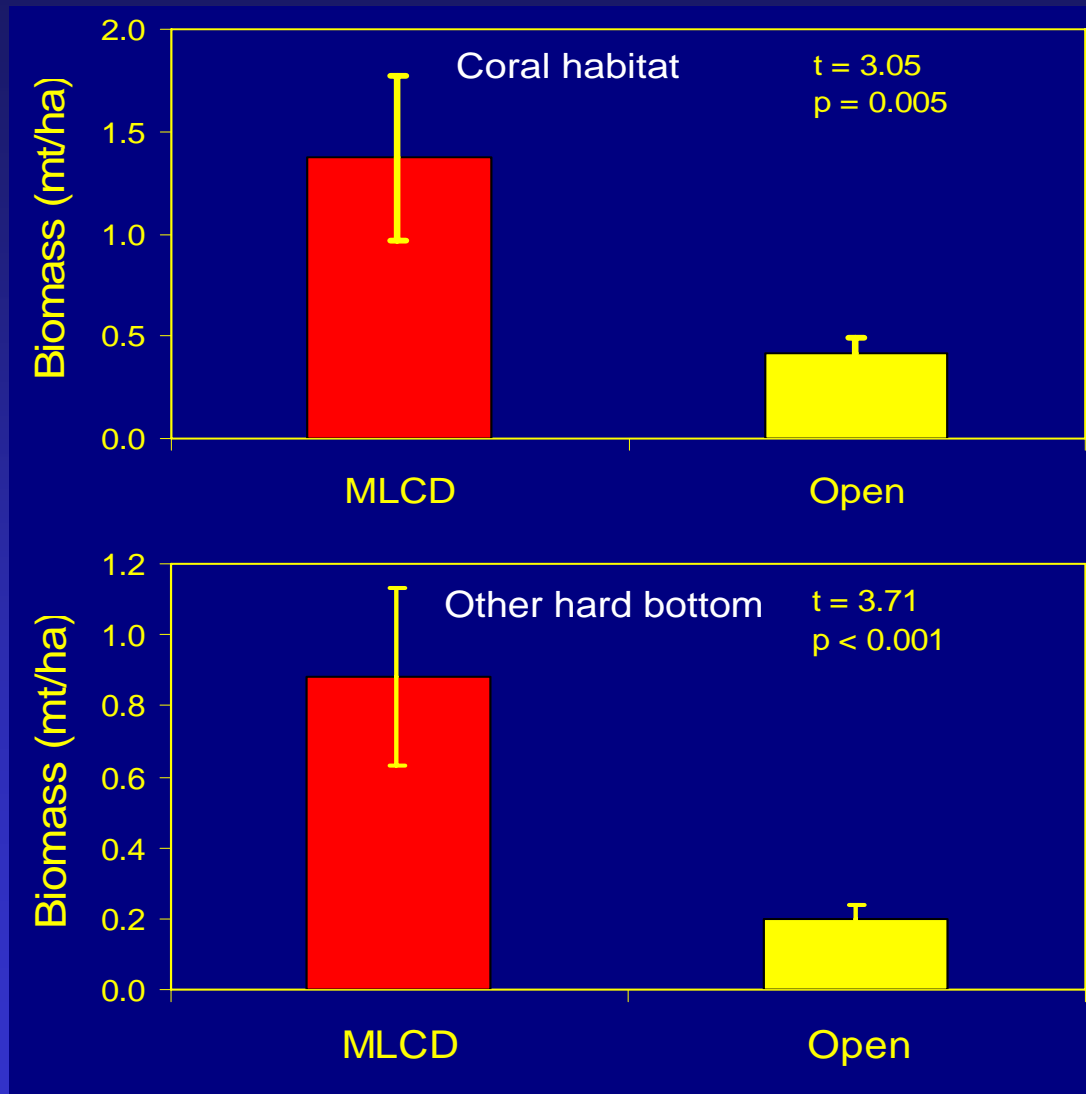 Coral habitat
t = 3.05
p = 0.005
Biomass (mt/ha)
2.0
1.5
1.0
0.5
0.0
MLCD
Open
Other hard bottom
t = 3.71
p < 0.001
Biomass (mt/ha)
1.2
1.0
0.8
0.6
0.4
0.2
0.0
MLCD
Open